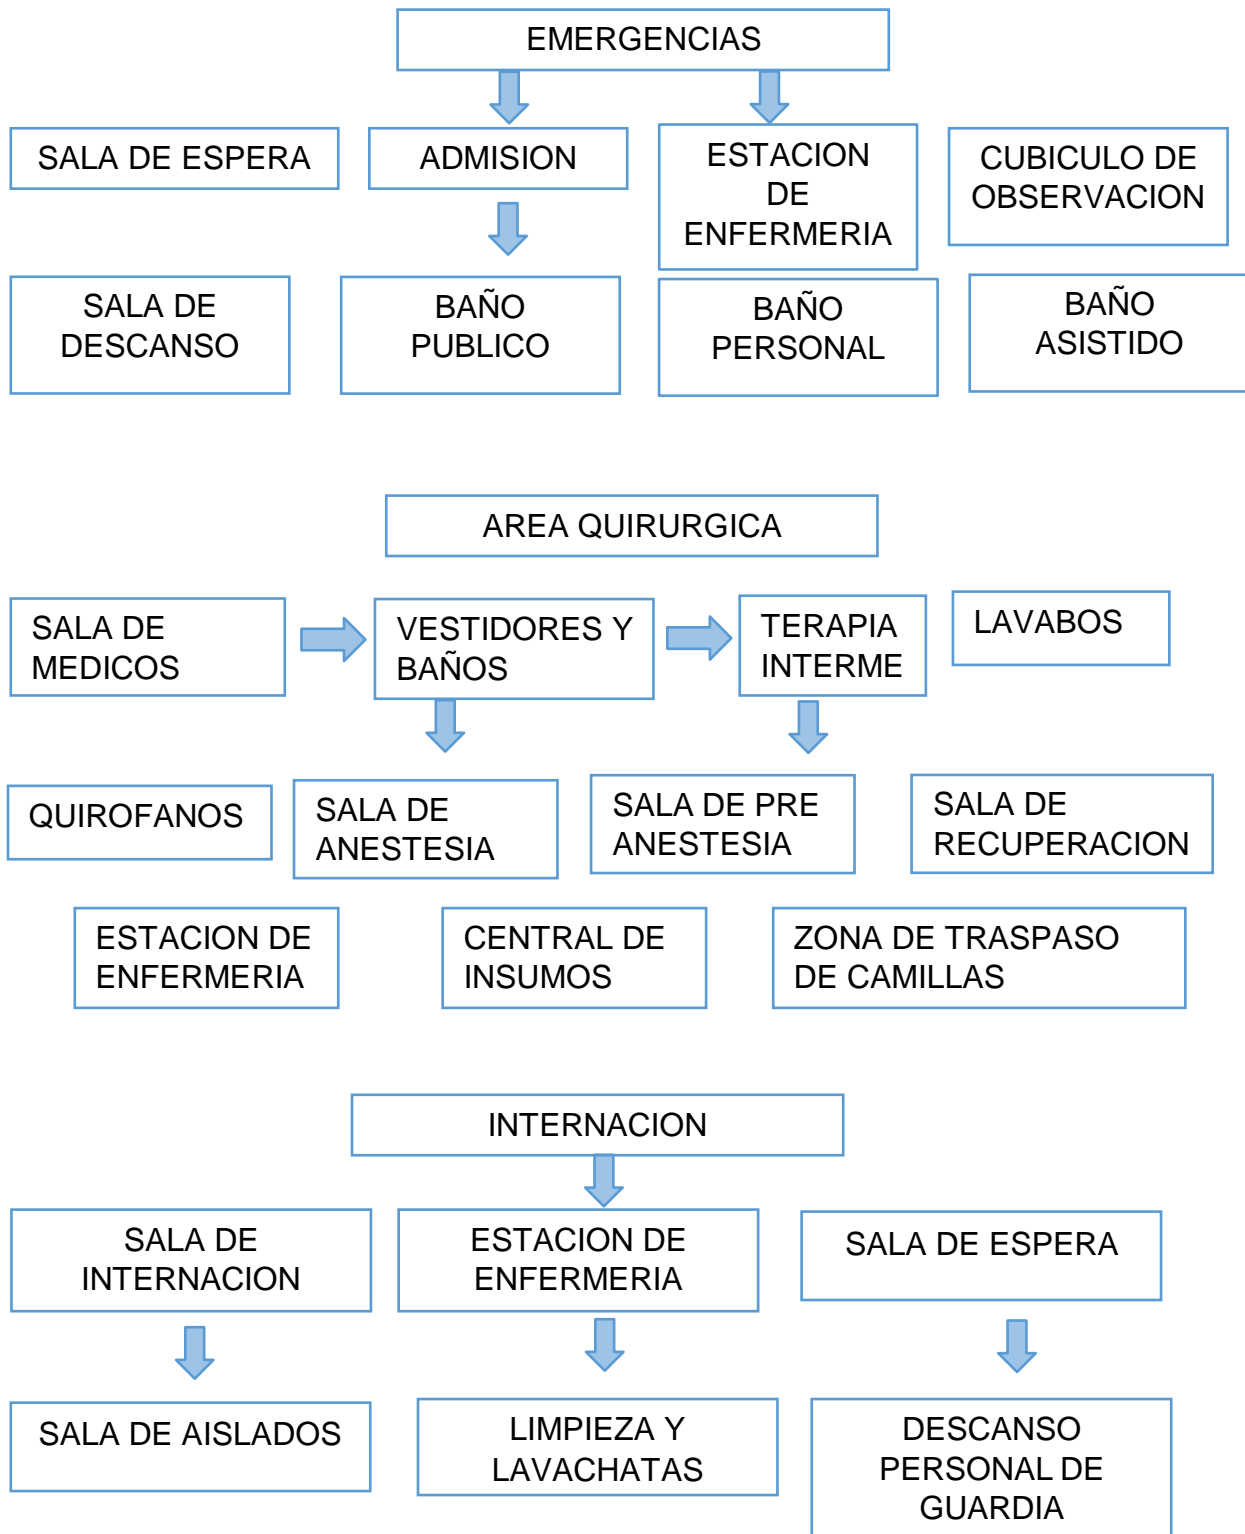 EMERGENCIAS
SALA DE ESPERA
ADMISION
ESTACION
DE
ENFERMERIA
CUBICULO DE
OBSERVACION
SALA DE
DESCANSO
BAÑO
PUBLICO
BAÑO
PERSONAL
BAÑO
ASISTIDO
AREA QUIRURGICA
SALA DE
MEDICOS
VESTIDORES Y
BAÑOS
TERAPIA
INTERME
LAVABOS
QUIROFANOS
SALA DE
ANESTESIA
SALA DE PRE
ANESTESIA
SALA DE
RECUPERACION
ESTACION DE
ENFERMERIA
CENTRAL DE
INSUMOS
ZONA DE TRASPASO
DE CAMILLAS
INTERNACION
SALA DE
INTERNACION
ESTACION DE
ENFERMERIA
SALA DE ESPERA
SALA DE AISLADOS
LIMPIEZA Y
LAVACHATAS
DESCANSO
PERSONAL DE
GUARDIA